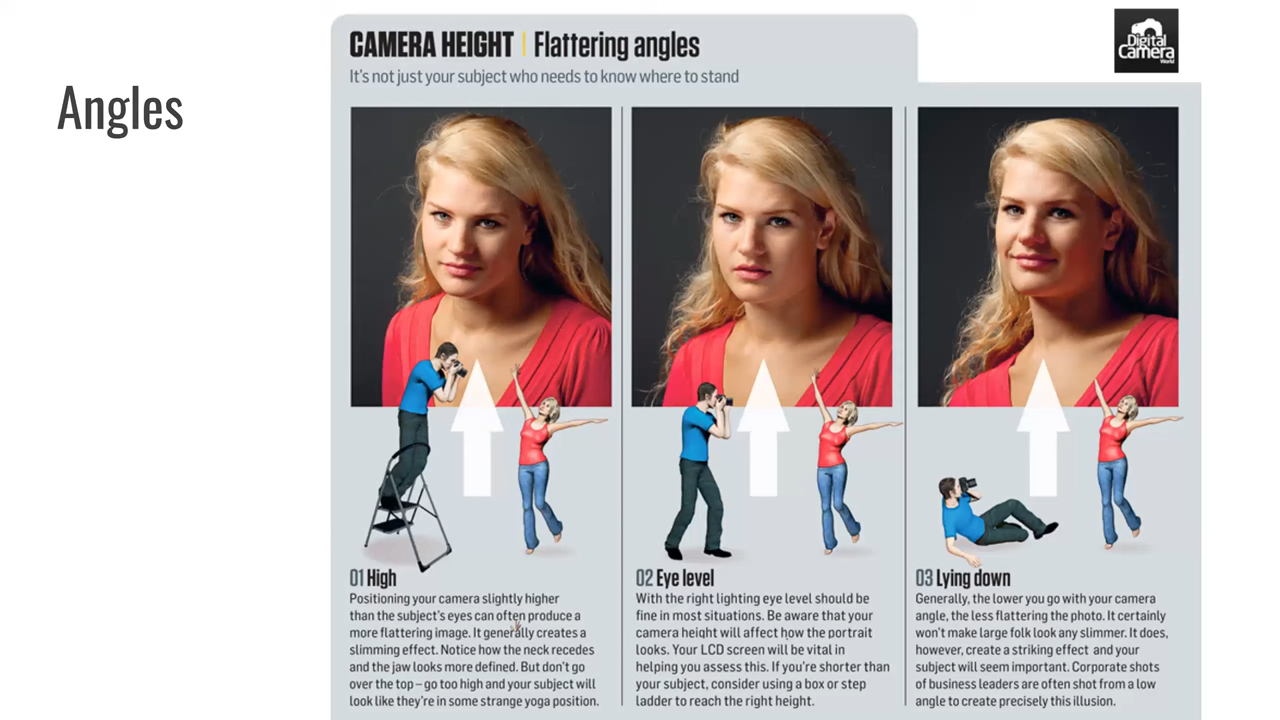 Angles
CAMERA HEIGHT | Flattering angles
It's not just your subject who needs to know where to stand
Digital
Camera
World
01 High
Positioning your camera slightly higher
than the subject's eyes can often produce a
more flattering image. It generally creates a
slimming effect. Notice how the neck recedes
and the jaw looks more defined. But don't go
over the top – go too high and your subject will
look like they're in some strange yoga position.
02 Eye level
With the right lighting eye level should be
fine in most situations. Be aware that your
camera height will affect how the portrait
looks. Your LCD screen will be vital in
helping you assess this. If you're shorter than
your subject, consider using a box or step
ladder to reach the right height.
03 Lying down
Generally, the lower you go with your camera
angle, the less flattering the photo. It certainly
won't make large folk look any slimmer. It does,
however, create a striking effect and your
subject will seem important. Corporate shots
of business leaders are often shot from a low
angle to create precisely this illusion.